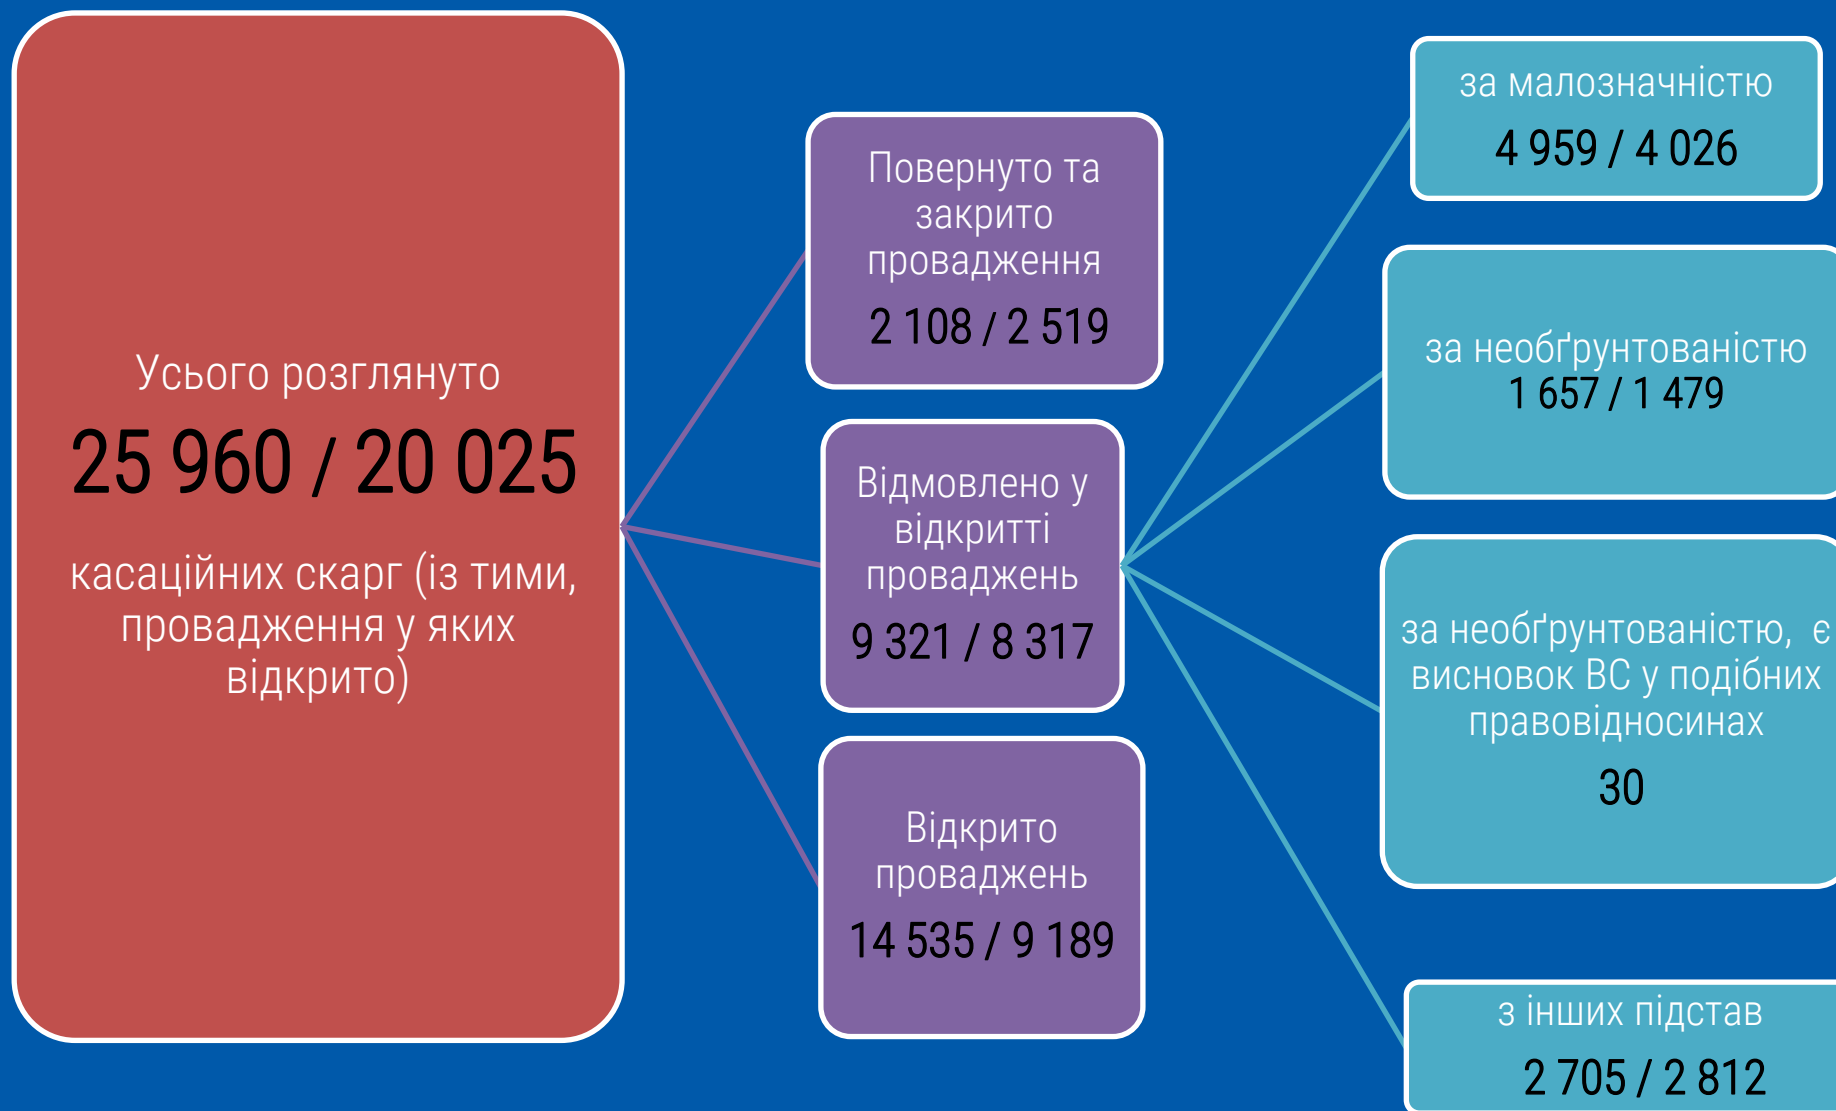 Усього розглянуто
25 960 / 20 025
касаційних скарг (із тими,
провадження у яких
відкрито)
Повернуто та
закрито
провадження
2 108 / 2 519
Відмовлено у
відкритті
проваджень
9 321 / 8 317
Відкрито
проваджень
14 535 / 9 189
за малозначністю
4 959 / 4 026
за необґрунтованістю
1 657 / 1 479
за необґрунтованістю, є
висновок ВС у подібних
правовідносинах
30
з інших підстав
2 705 / 2 812